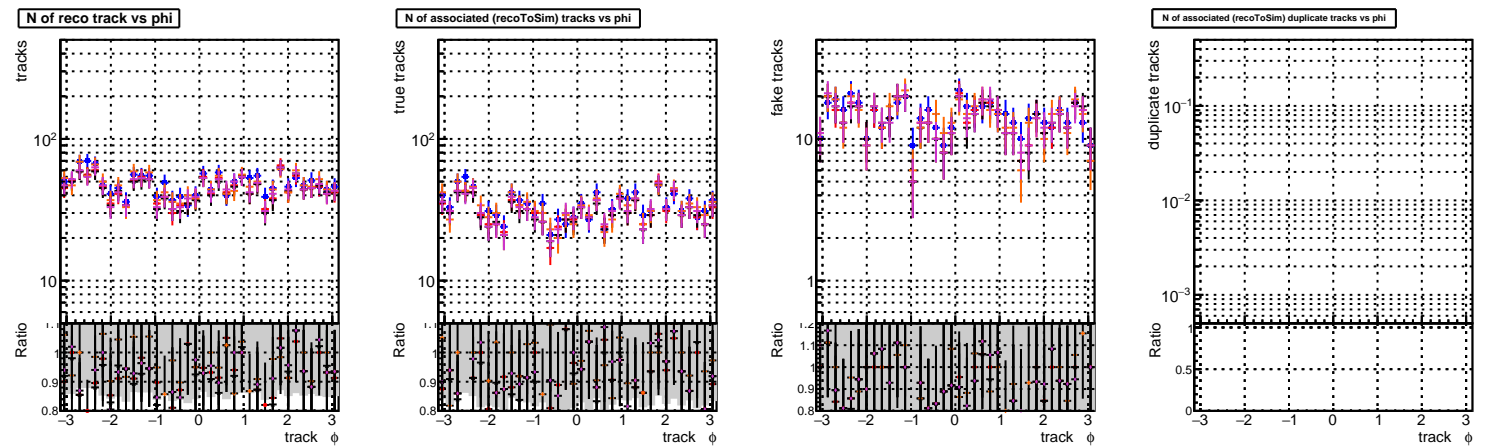 N of reco track vs phi
tracks
10²
10
Ratio
1.1
1
0.9
0.8
−3 −2 −1 0 1 2 3
track ϕ
N of associated (recoToSim) tracks vs phi
true tracks
10²
10
Ratio
1.1
1
0.9
0.8
−3 −2 −1 0 1 2 3
track ϕ
fake tracks
10
1
Ratio
1.2
1.1
1.0
0.9
0.8
−3 −2 −1 0 1 2 3
track ϕ
N of associated (recoToSim) duplicate tracks vs phi
duplicate tracks
10⁻¹
10⁻²
10⁻³
Ratio
1
0.5
0
−3 −2 −1 0 1 2 3
track ϕ